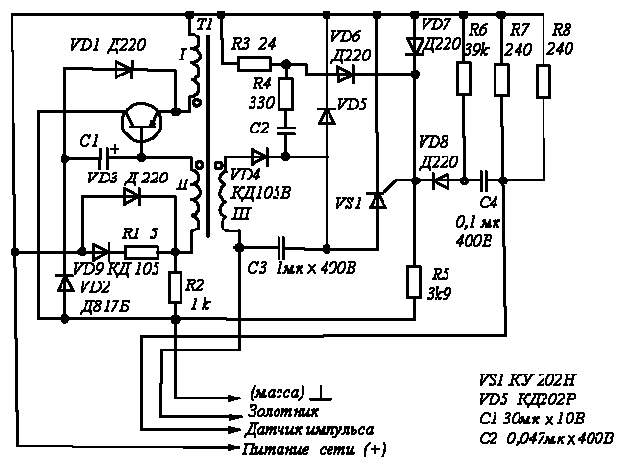 T1
VD1 Д220
I
R3 24
VD6
Д220
VD7
Д220
R6
39k
R7
240
R8
240
R4
330
C2
VD5
C1
+
VD3 Д 220
II
VD4
КД105В
III
VS1
VD8
Д220
C4
0,1 мк
400В
R1 5
VD9 КД 105
VD2
Д817Б
R2
1 k
C3 1мк х 400В
R5
3k9
(масса)
Золотник
Датчик импульса
Питание сети (+)
VS1 КУ 202Н
VD5 КД202Р
C1 30мк х 10В
C2 0,047мк х 400В